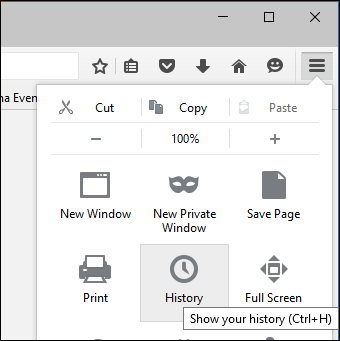 na Even
Cut Copy Paste
100%
New Window New Private Window Save Page
Print History Full Screen
Show your history (Ctrl+H)